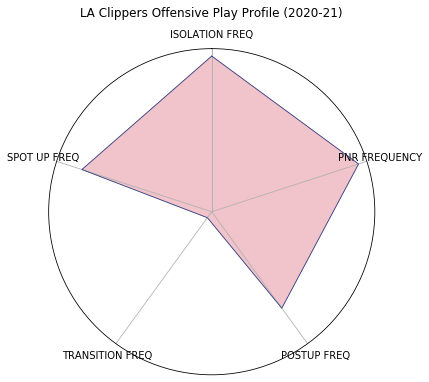 LA Clippers Offensive Play Profile (2020-21)
ISOLATION FREQ
SPOT UP FREQ
PNR FREQUENCY
TRANSITION FREQ
POSTUP FREQ